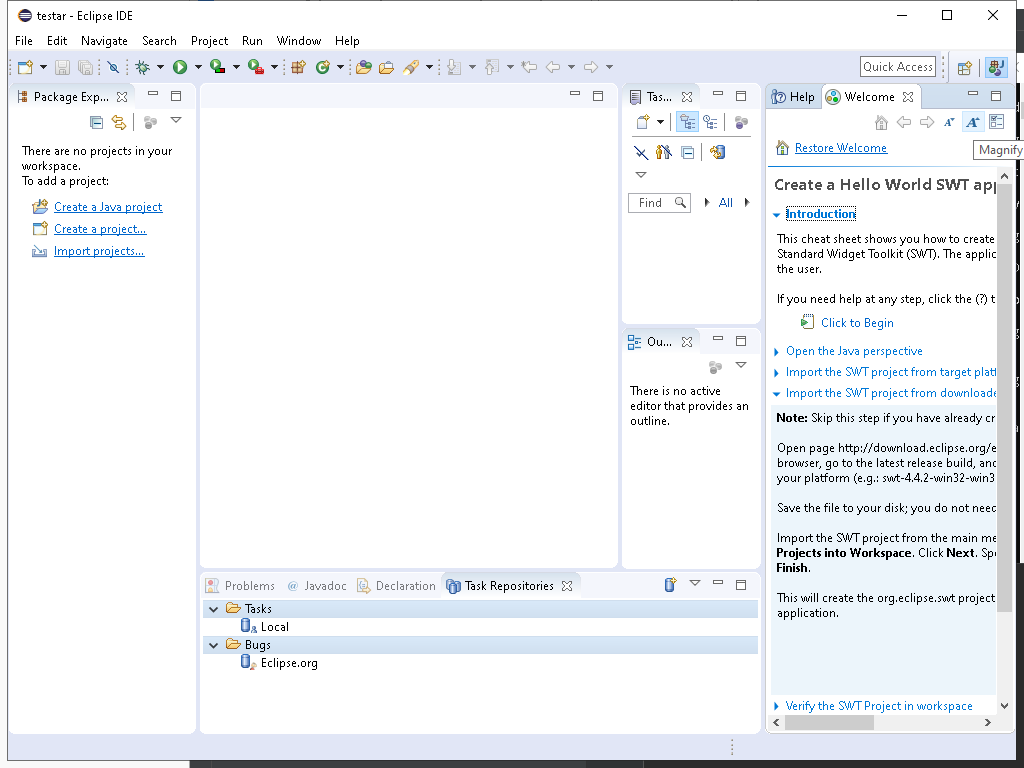 testar - Eclipse IDE
File Edit Navigate Search Project Run Window Help
Quick Access
Package Exp...
There are no projects in your
workspace.
To add a project:
Create a Java project
Create a project...
Import projects...
Tas...
Find
All
Ou...
There is no active
editor that provides an
outline.
Help Welcome
Restore Welcome
Magnify
Create a Hello World SWT app
Introduction
This cheat sheet shows you how to create
Standard Widget Toolkit (SWT). The applic
the user.
If you need help at any step, click the (?) t
Click to Begin
Open the Java perspective
Import the SWT project from target platf
Import the SWT project from downloade
Note: Skip this step if you have already cr
Open page http://download.eclipse.org/e
browser, go to the latest release build, and
your platform (e.g.: swt-4.4.2-win32-win3
Save the file to your disk; you do not need
Import the SWT project from the main me
Projects into Workspace. Click Next. Spe
Finish.
This will create the org.eclipse.swt project
application.
Verify the SWT Project in workspace
Problems @ Javadoc Declaration Task Repositories
Tasks
Local
Bugs
Eclipse.org